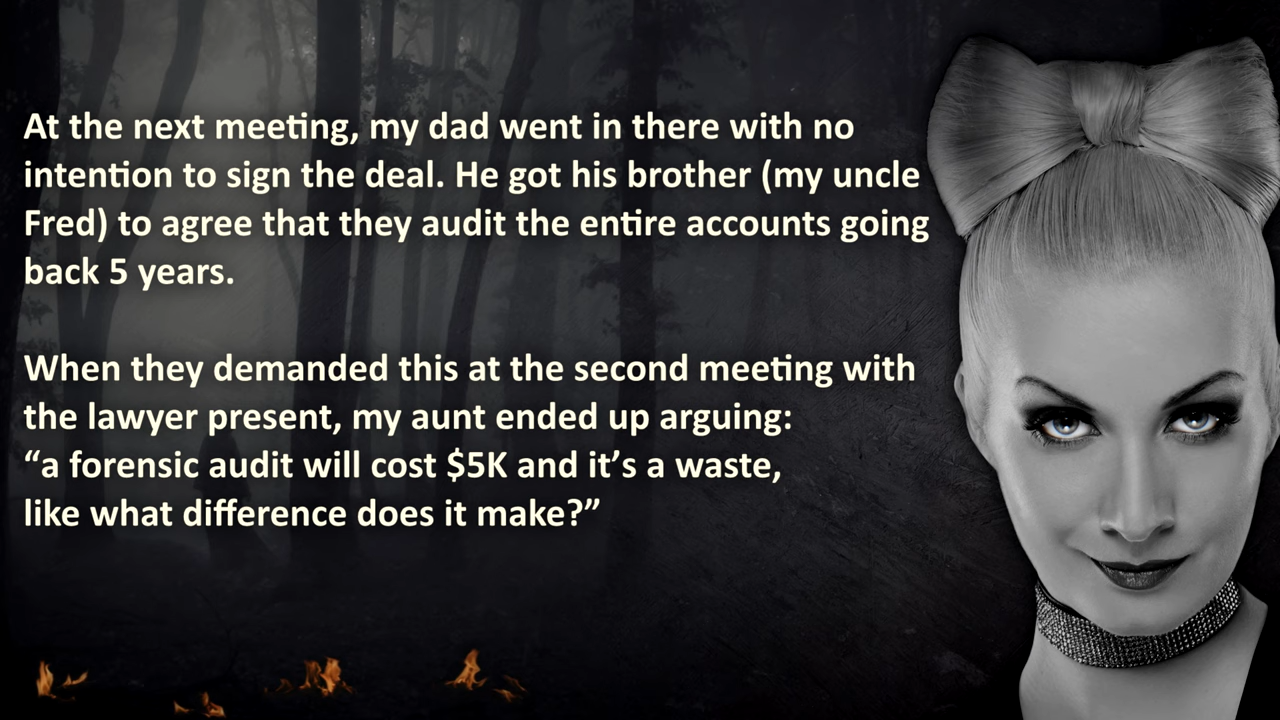 At the next meeting, my dad went in there with no
intention to sign the deal. He got his brother (my uncle
Fred) to agree that they audit the entire accounts going
back 5 years.
When they demanded this at the second meeting with
the lawyer present, my aunt ended up arguing:
“a forensic audit will cost $5K and it’s a waste,
like what difference does it make?”